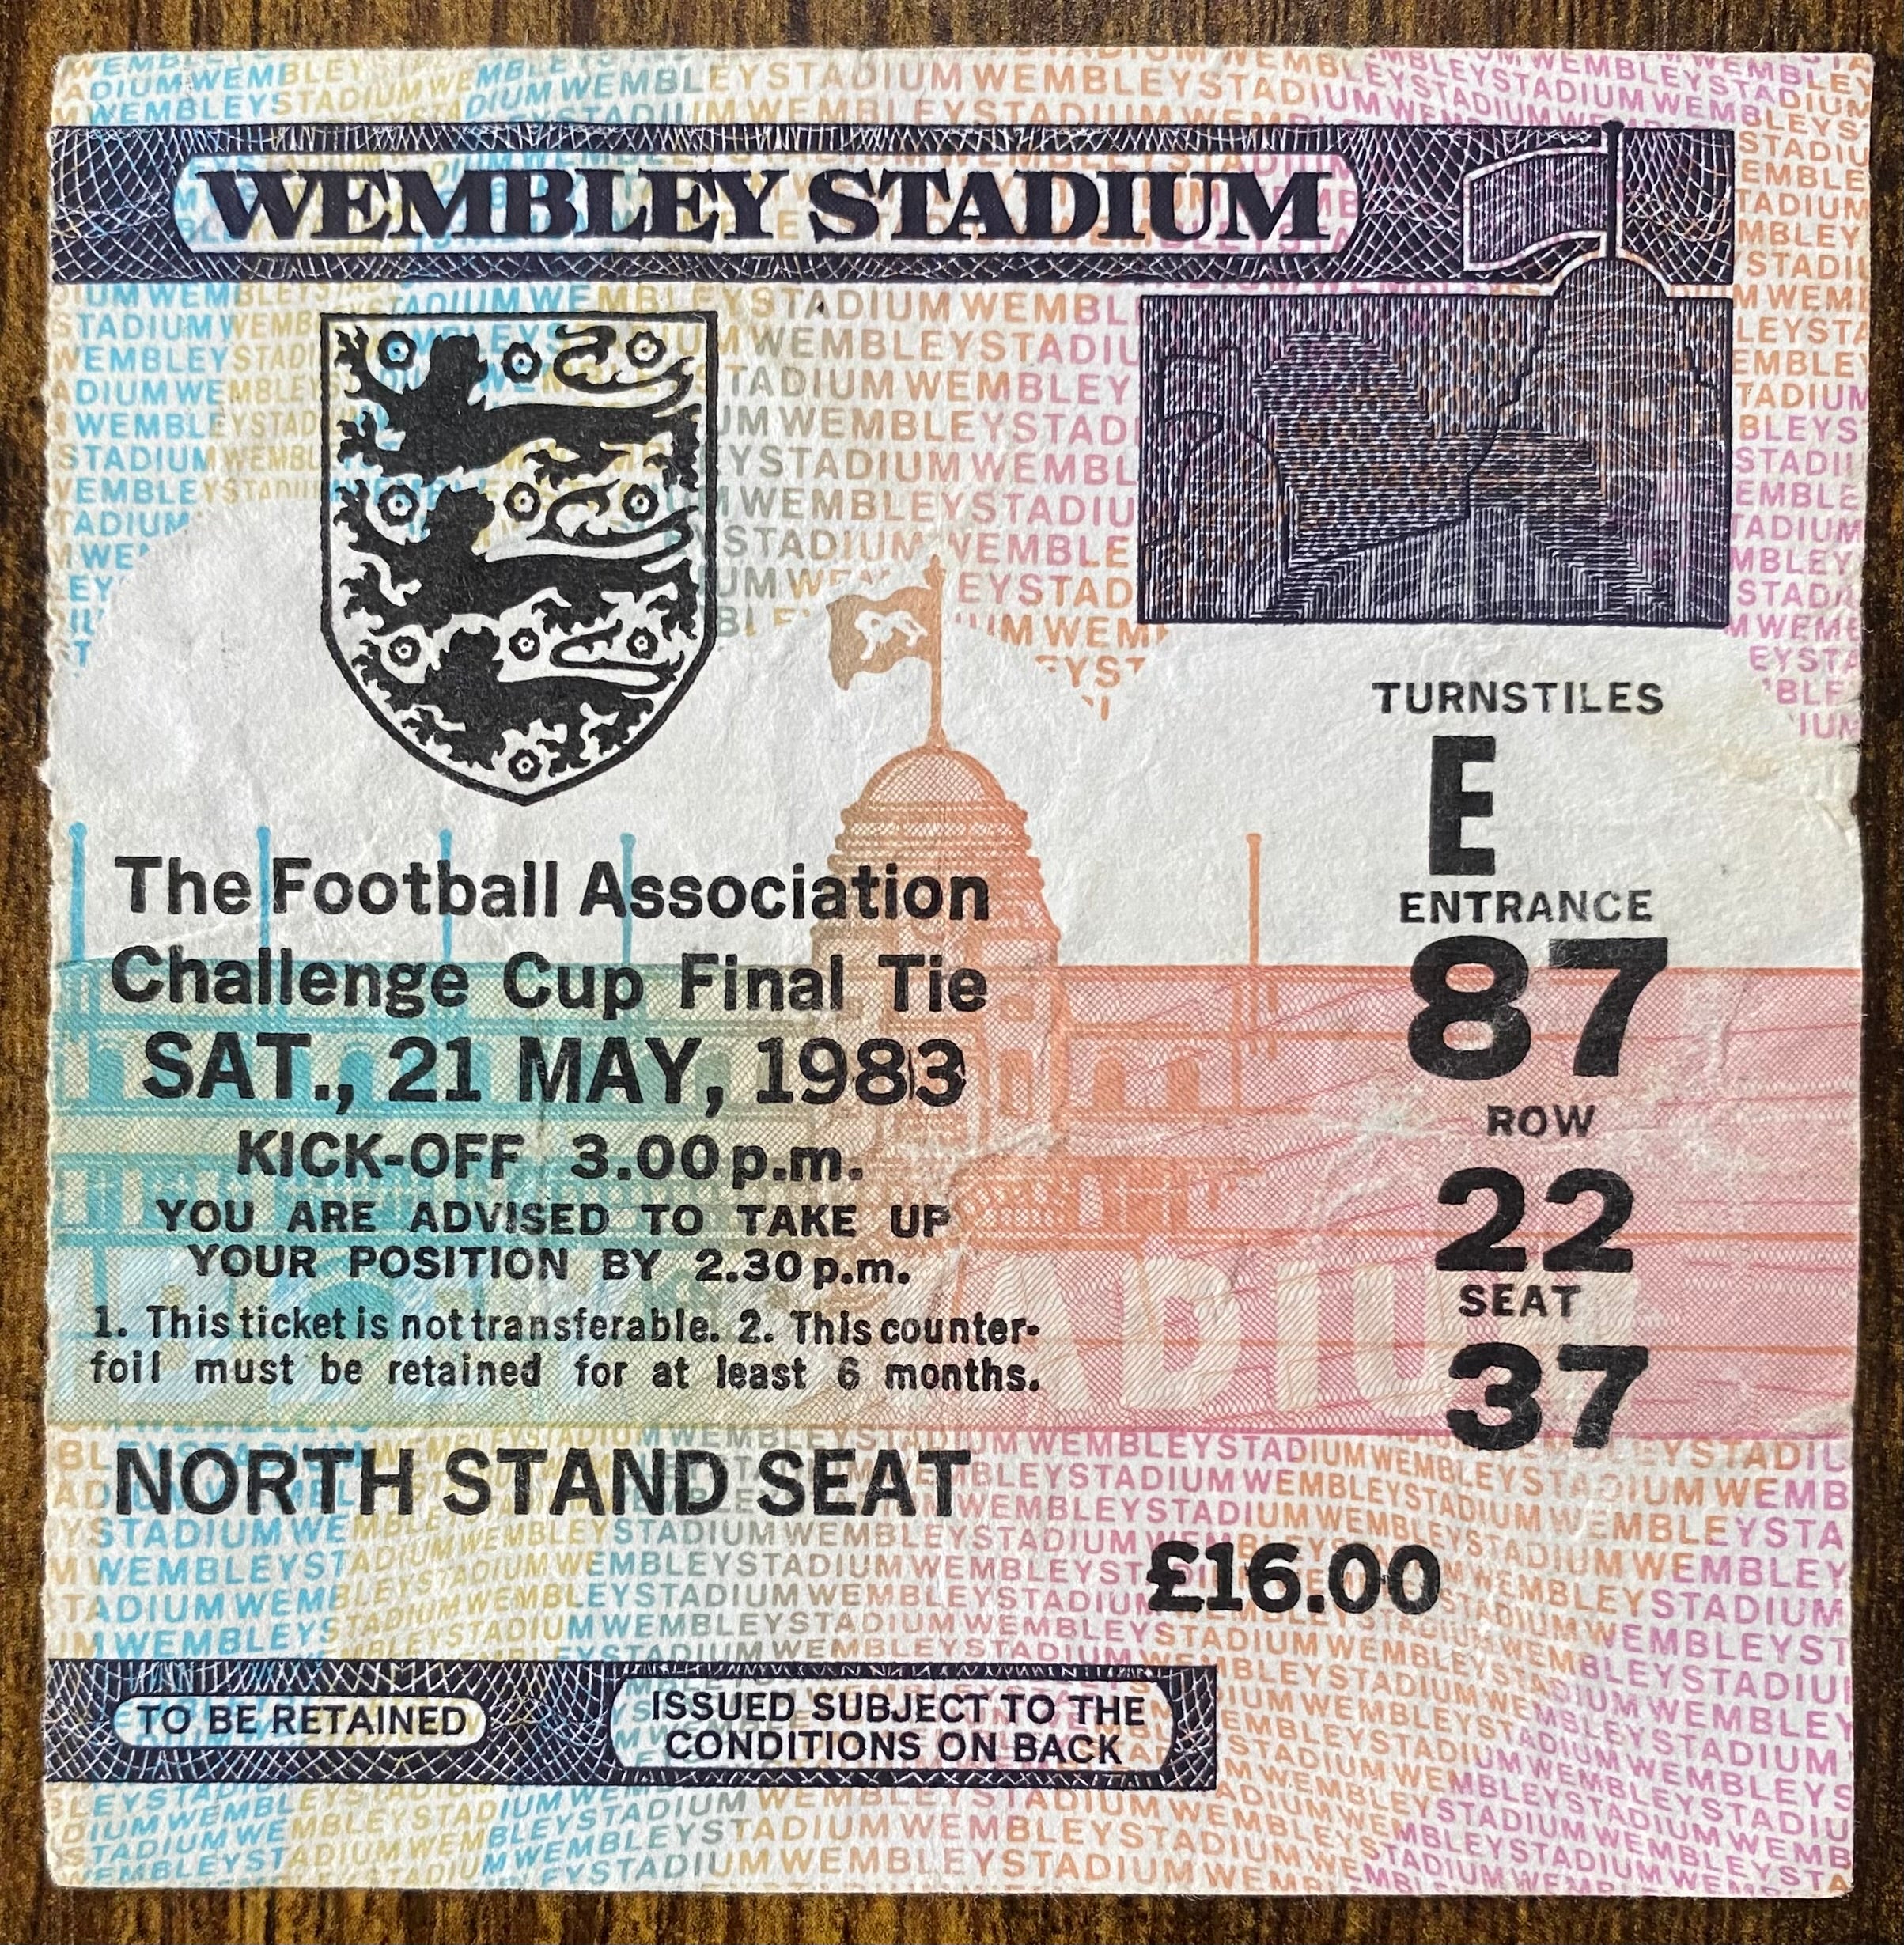 WEMBLEY STADIUM
The Football Association
Challenge Cup Final Tie
SAT., 21 MAY, 1983
KICK-OFF 3.00 p.m.
YOU ARE ADVISED TO TAKE UP
YOUR POSITION BY 2.30 p.m.
1. This ticket is not transferable. 2. This counter-
foil must be retained for at least 6 months.
NORTH STAND SEAT
TURNSTILES
E
ENTRANCE
87
ROW
22
SEAT
37
£16.00
TO BE RETAINED
ISSUED SUBJECT TO THE
CONDITIONS ON BACK